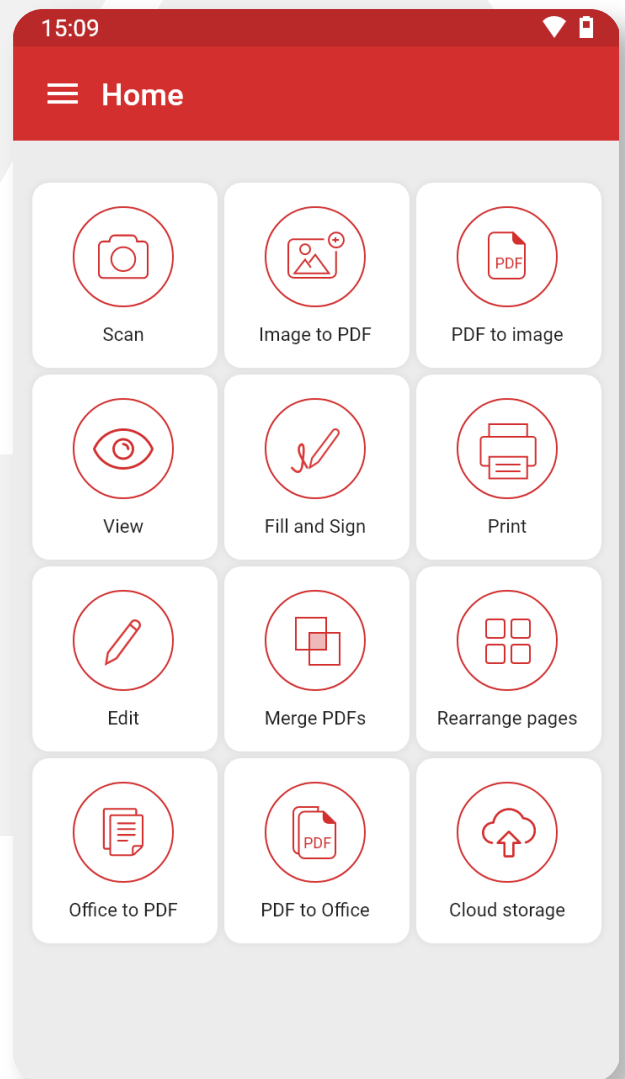 15:09
Home
Scan
Image to PDF
PDF
PDF to image
View
Fill and Sign
Print
Edit
Merge PDFs
Rearrange pages
Office to PDF
PDF
PDF to Office
Cloud storage